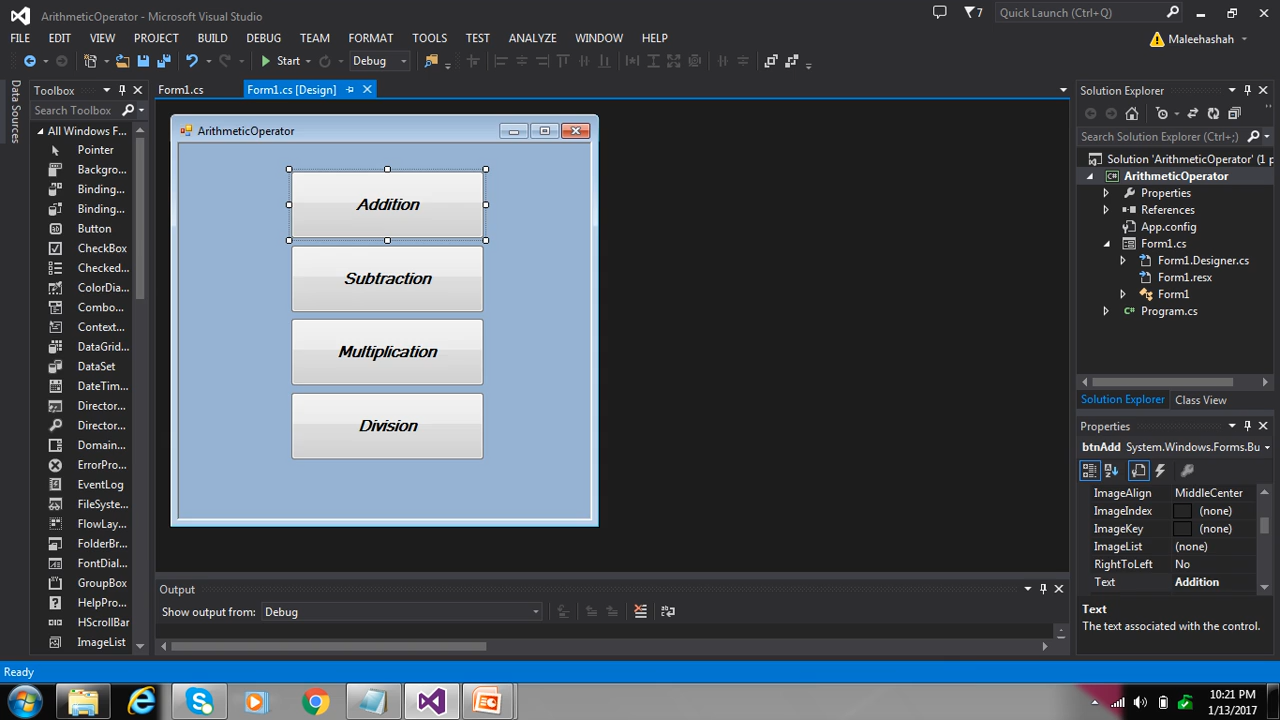 ArithmeticOperator - Microsoft Visual Studio
7
Quick Launch (Ctrl+Q)
FILE EDIT VIEW PROJECT BUILD DEBUG TEAM FORMAT TOOLS TEST ANALYZE WINDOW HELP
Maleehashah
Start
Debug
Data Sources
Toolbox
Search Toolbox
All Windows F...
Pointer
Backgro...
Binding...
Binding...
Button
CheckBox
Checked...
ColorDia...
Combo...
Context...
DataGrid...
DataSet
DateTim...
Director...
Director...
Domain...
ErrorPro...
EventLog
FileSyste...
FlowLay...
FolderBr...
FontDial...
GroupBox
HelpPro...
HScrollBar
ImageList
Form1.cs
Form1.cs [Design]
ArithmeticOperator
Addition
Subtraction
Multiplication
Division
Output
Show output from: Debug
Solution Explorer
Search Solution Explorer (Ctrl+;)
Solution 'ArithmeticOperator' (1 p
ArithmeticOperator
Properties
References
App.config
Form1.cs
Form1.Designer.cs
Form1.resx
Form1
Program.cs
Solution Explorer Class View
Properties
btnAdd System.Windows.Forms.Bu
ImageAlign MiddleCenter
ImageIndex (none)
ImageKey (none)
ImageList (none)
RightToLeft No
Text Addition
Text
The text associated with the control.
Ready
10:21 PM
1/13/2017